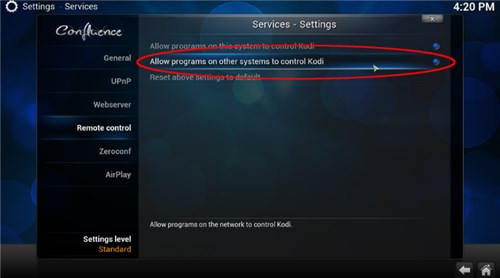 Settings Services
4:20 PM
Confluence
Services - Settings
General
UPnP
Webserver
Remote control
Zeroconf
AirPlay
Allow programs on this system to control Kodi
Allow programs on other systems to control Kodi
Reset above settings to default
Settings level
Standard
Allow programs on the network to control Kodi.